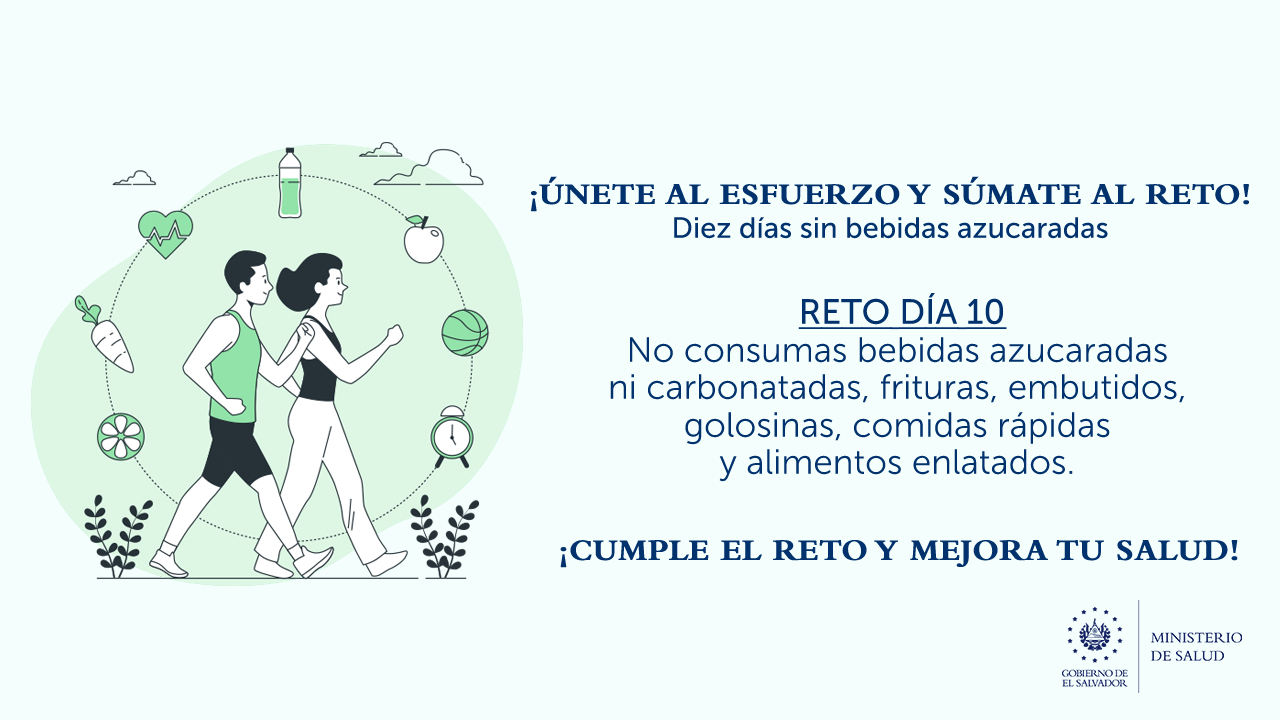 ¡ÚNETE AL ESFUERZO Y SÚMATE AL RETO!
Diez días sin bebidas azucaradas
RETO DÍA 10
No consumas bebidas azucaradas
ni carbonatadas, frituras, embutidos,
golosinas, comidas rápidas
y alimentos enlatados.
¡CUMPLE EL RETO Y MEJORA TU SALUD!
GOBIERNO DE
EL SALVADOR
MINISTERIO
DE SALUD